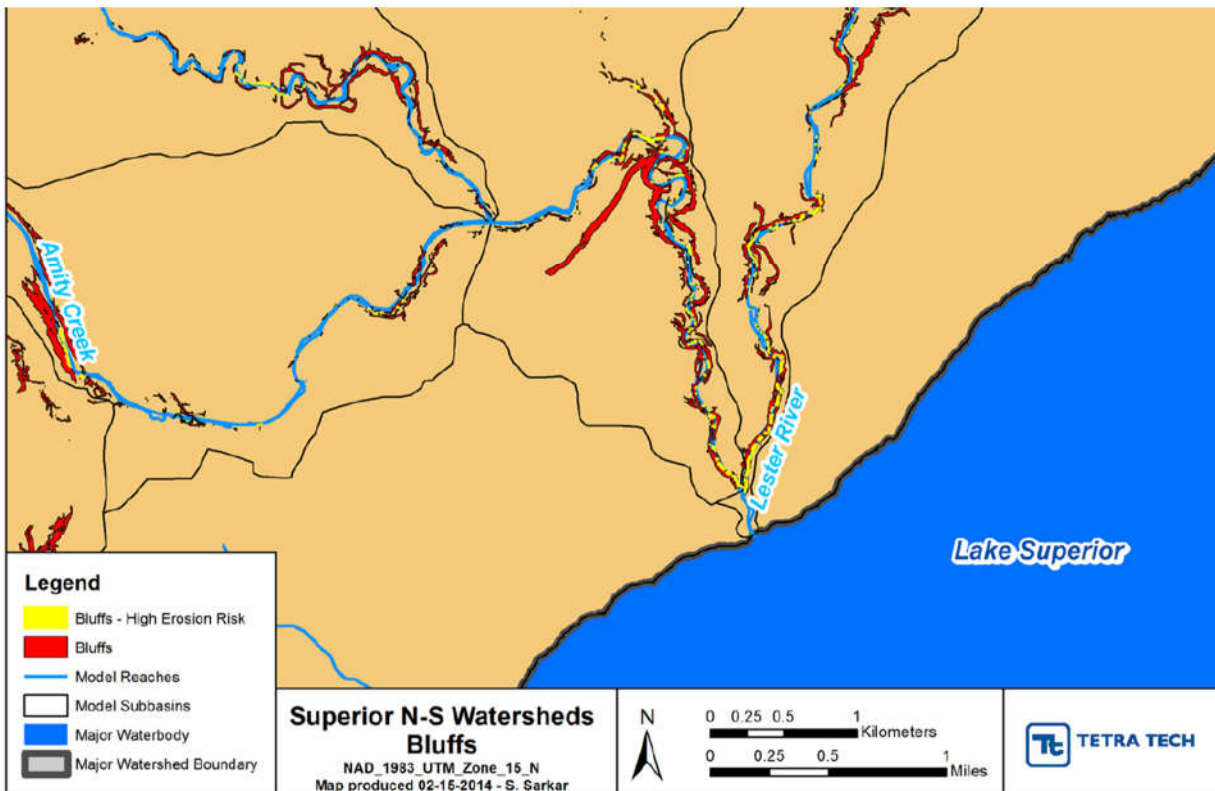 Amity Creek
Lester River
Lake Superior
Legend
Bluffs - High Erosion Risk
Bluffs
Model Reaches
Model Subbasins
Major Waterbody
Major Watershed Boundary
Superior N-S Watersheds
Bluffs
NAD_1983_UTM_Zone_15_N
Map produced 02-15-2014 - S. Sarkar
N
0 0.25 0.5 1
Kilometers
0 0.25 0.5 1
Miles
Tt TETRA TECH